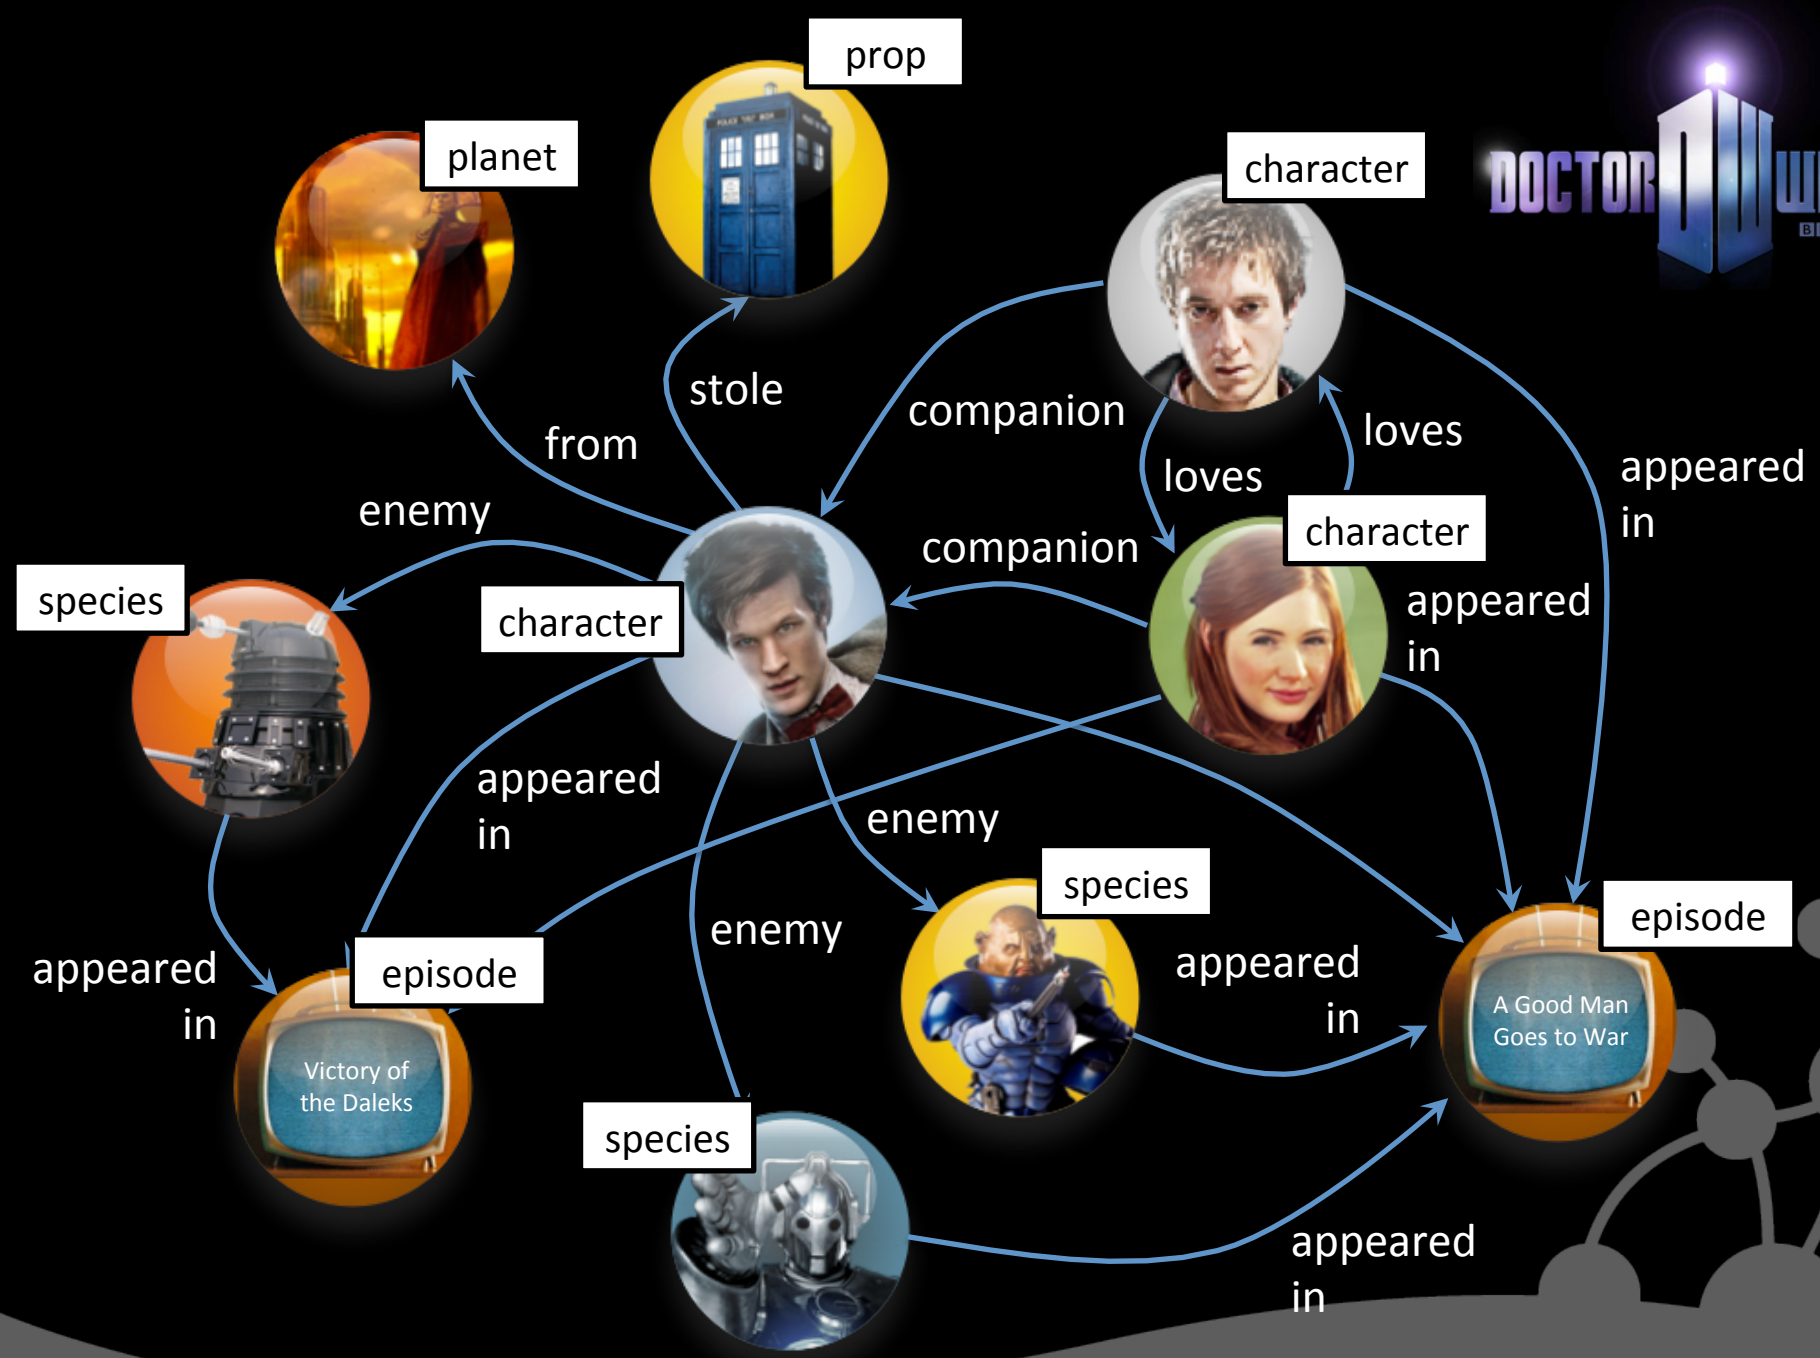 prop
planet
character
DOCTOR
stole
companion
loves
from
loves
appeared
in
enemy
character
companion
species
character
appeared
in
appeared
in
enemy
species
enemy
episode
appeared
in
episode
appeared
in
A Good Man
Goes to War
Victory of
the Daleks
species
appeared
in